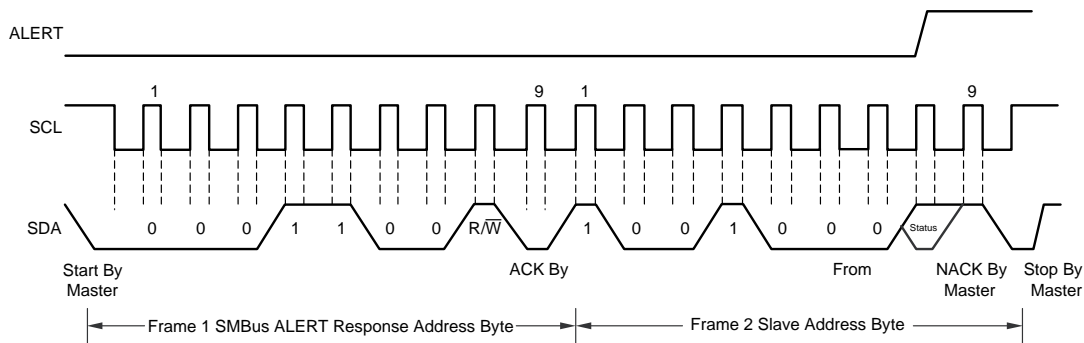 ALERT
1 9 1 9
SCL
SDA 0 0 0 1 1 0 0 R/W 1 0 0 1 0 0 0 Status
Start By
Master
ACK By
From
NACK By
Master
Stop By
Master
Frame 1 SMBus ALERT Response Address Byte
Frame 2 Slave Address Byte